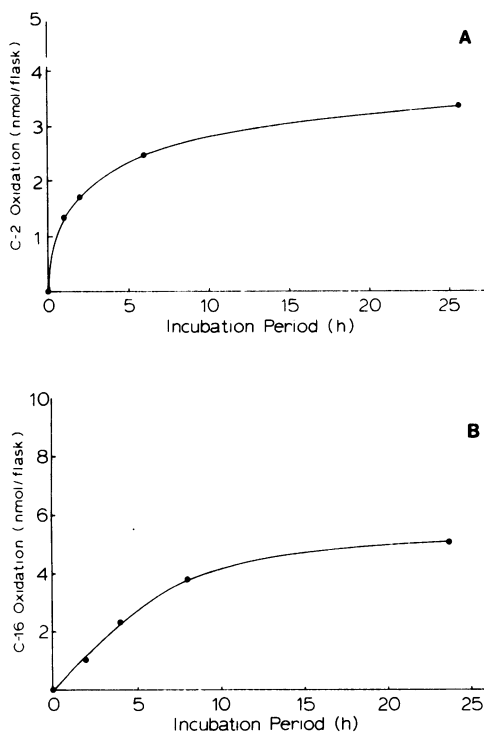 A
5
4
3
2
1
C-2 Oxidation (nmol/flask)
0 5 10 15 20 25
Incubation Period (h)
B
10
8
6
4
2
C-16 Oxidation (nmol/flask)
0 5 10 15 20 25
Incubation Period (h)